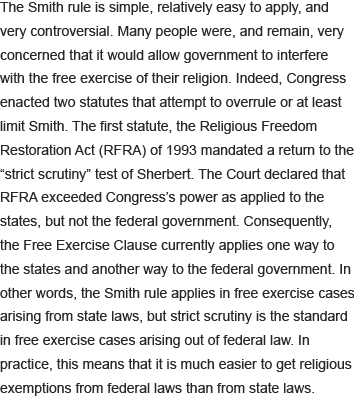 The Smith rule is simple, relatively easy to apply, and
very controversial. Many people were, and remain, very
concerned that it would allow government to interfere
with the free exercise of their religion. Indeed, Congress
enacted two statutes that attempt to overrule or at least
limit Smith. The first statute, the Religious Freedom
Restoration Act (RFRA) of 1993 mandated a return to the
“strict scrutiny” test of Sherbert. The Court declared that
RFRA exceeded Congress’s power as applied to the
states, but not the federal government. Consequently,
the Free Exercise Clause currently applies one way to
the states and another way to the federal government. In
other words, the Smith rule applies in free exercise cases
arising from state laws, but strict scrutiny is the standard
in free exercise cases arising out of federal law. In
practice, this means that it is much easier to get religious
exemptions from federal laws than from state laws.